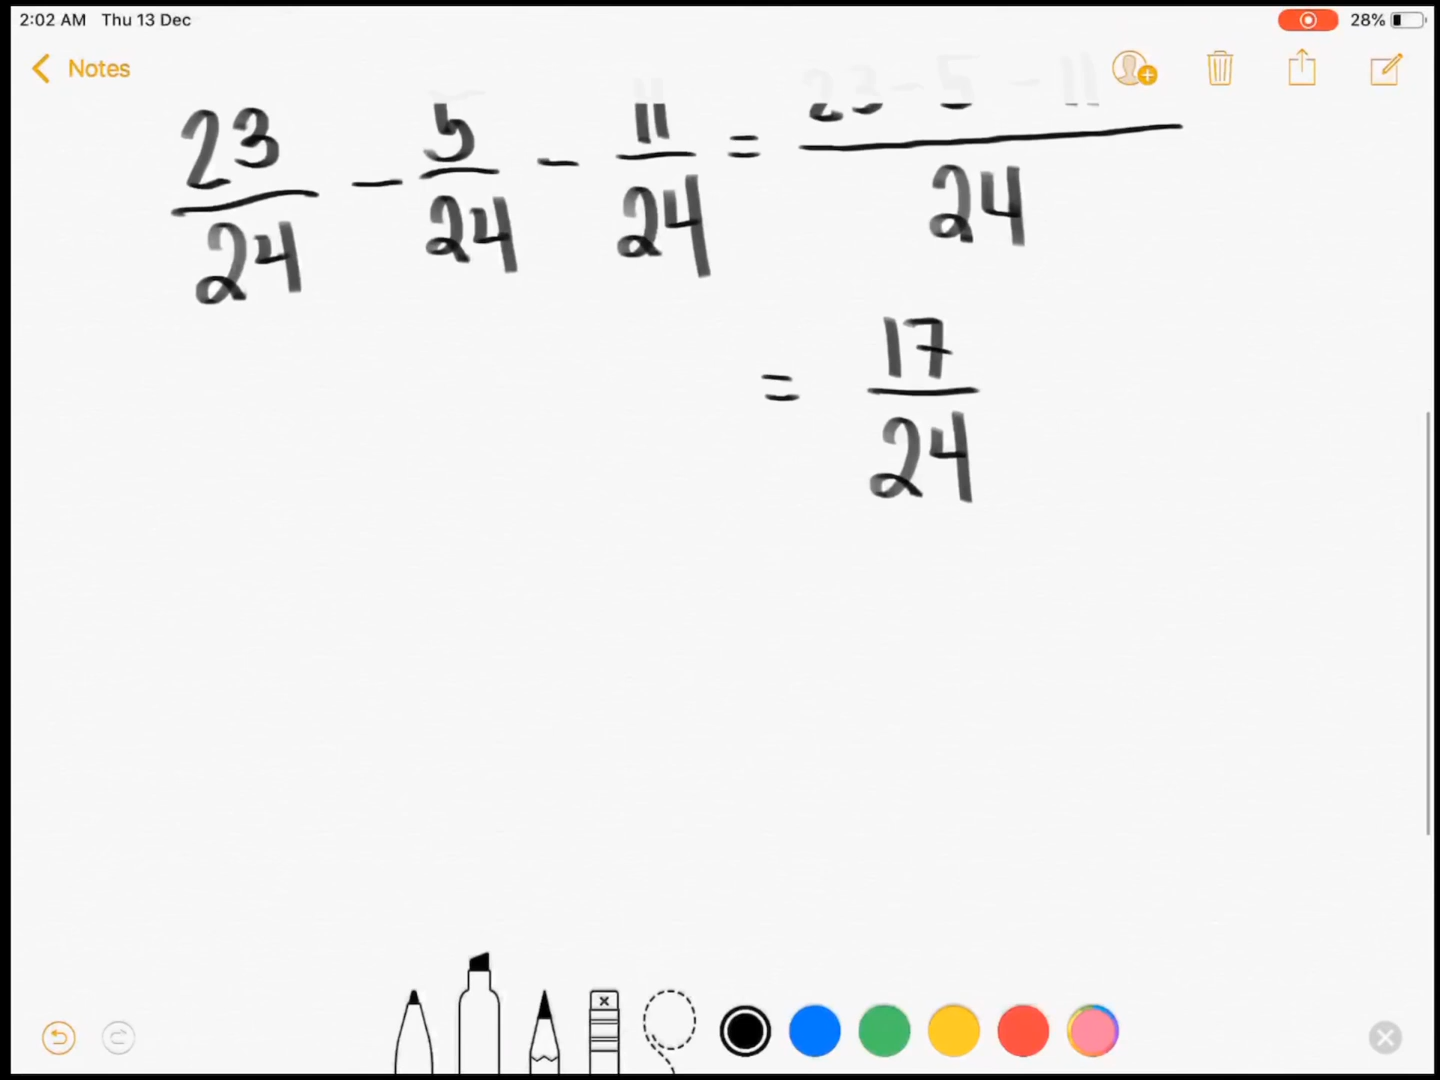 2:02 AM Thu 13 Dec 28%
Notes
23/24 - 5/24 - 11/24 = 23 - 5 - 11/24
= 17/24